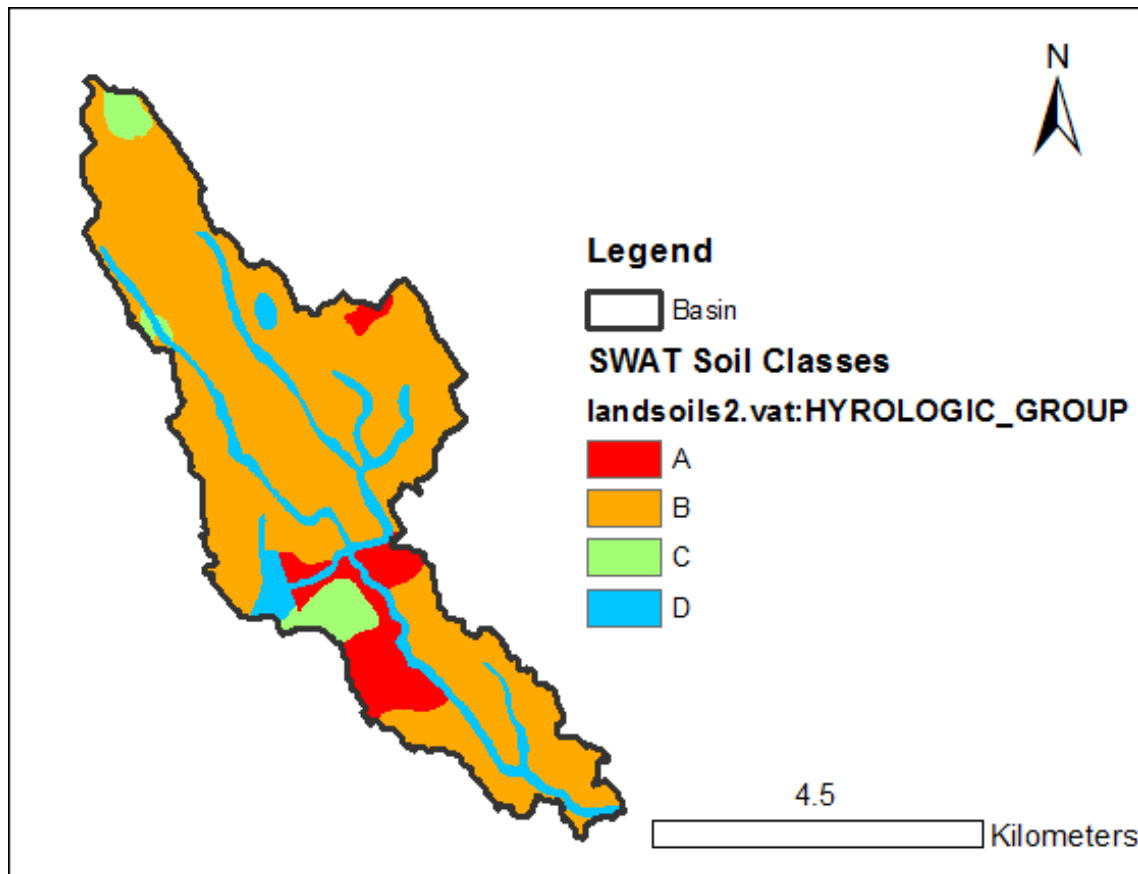 N
Legend
Basin
SWAT Soil Classes
landsoils2.vat:HYROLOGIC_GROUP
A
B
C
D
4.5
Kilometers